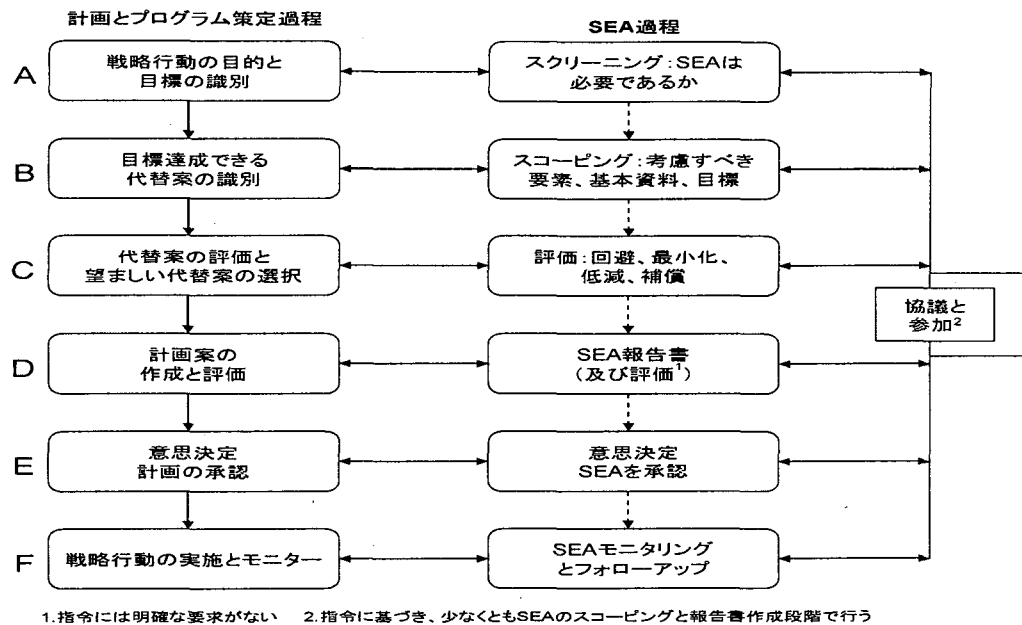 計画とプログラム策定過程
SEA過程
A
戦略行動の目的と
目標の識別
スクリーニング:SEAは
必要であるか
B
目標達成できる
代替案の識別
スコーピング:考慮すべき
要素、基本資料、目標
C
代替案の評価と
望ましい代替案の選択
評価:回避、最小化、
低減、補償
協議と
参加2
D
計画案の
作成と評価
SEA報告書
(及び評価1)
E
意思決定
計画の承認
意思決定
SEAを承認
F
戦略行動の実施とモニター
SEAモニタリング
とフォローアップ
1.指令には明確な要求がない 2.指令に基づき、少なくともSEAのスコーピングと報告書作成段階で行う